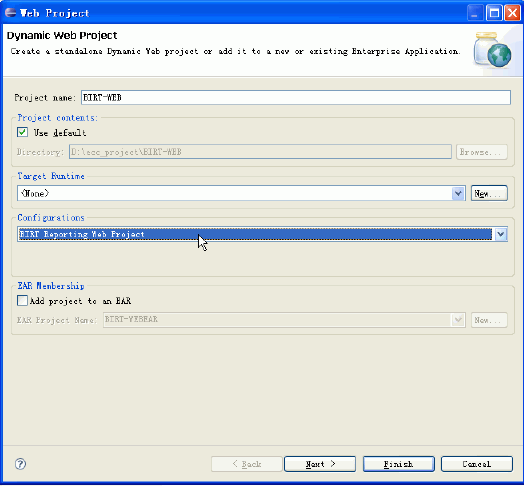 Web Project
Dynamic Web Project
Create a standalone Dynamic Web project or add it to a new or existing Enterprise Application.
Project name: BIRT-WEB
Project contents:
Use default
Directory: D:\acc_project\BIRT-WEB Browse...
Target Runtime
<None> New...
Configurations
BIRT Reporting Web Project
EAR Membership
Add project to an EAR
EAR Project Name: BIRT-WEBEAR New...
? < Back Next > Finish Cancel